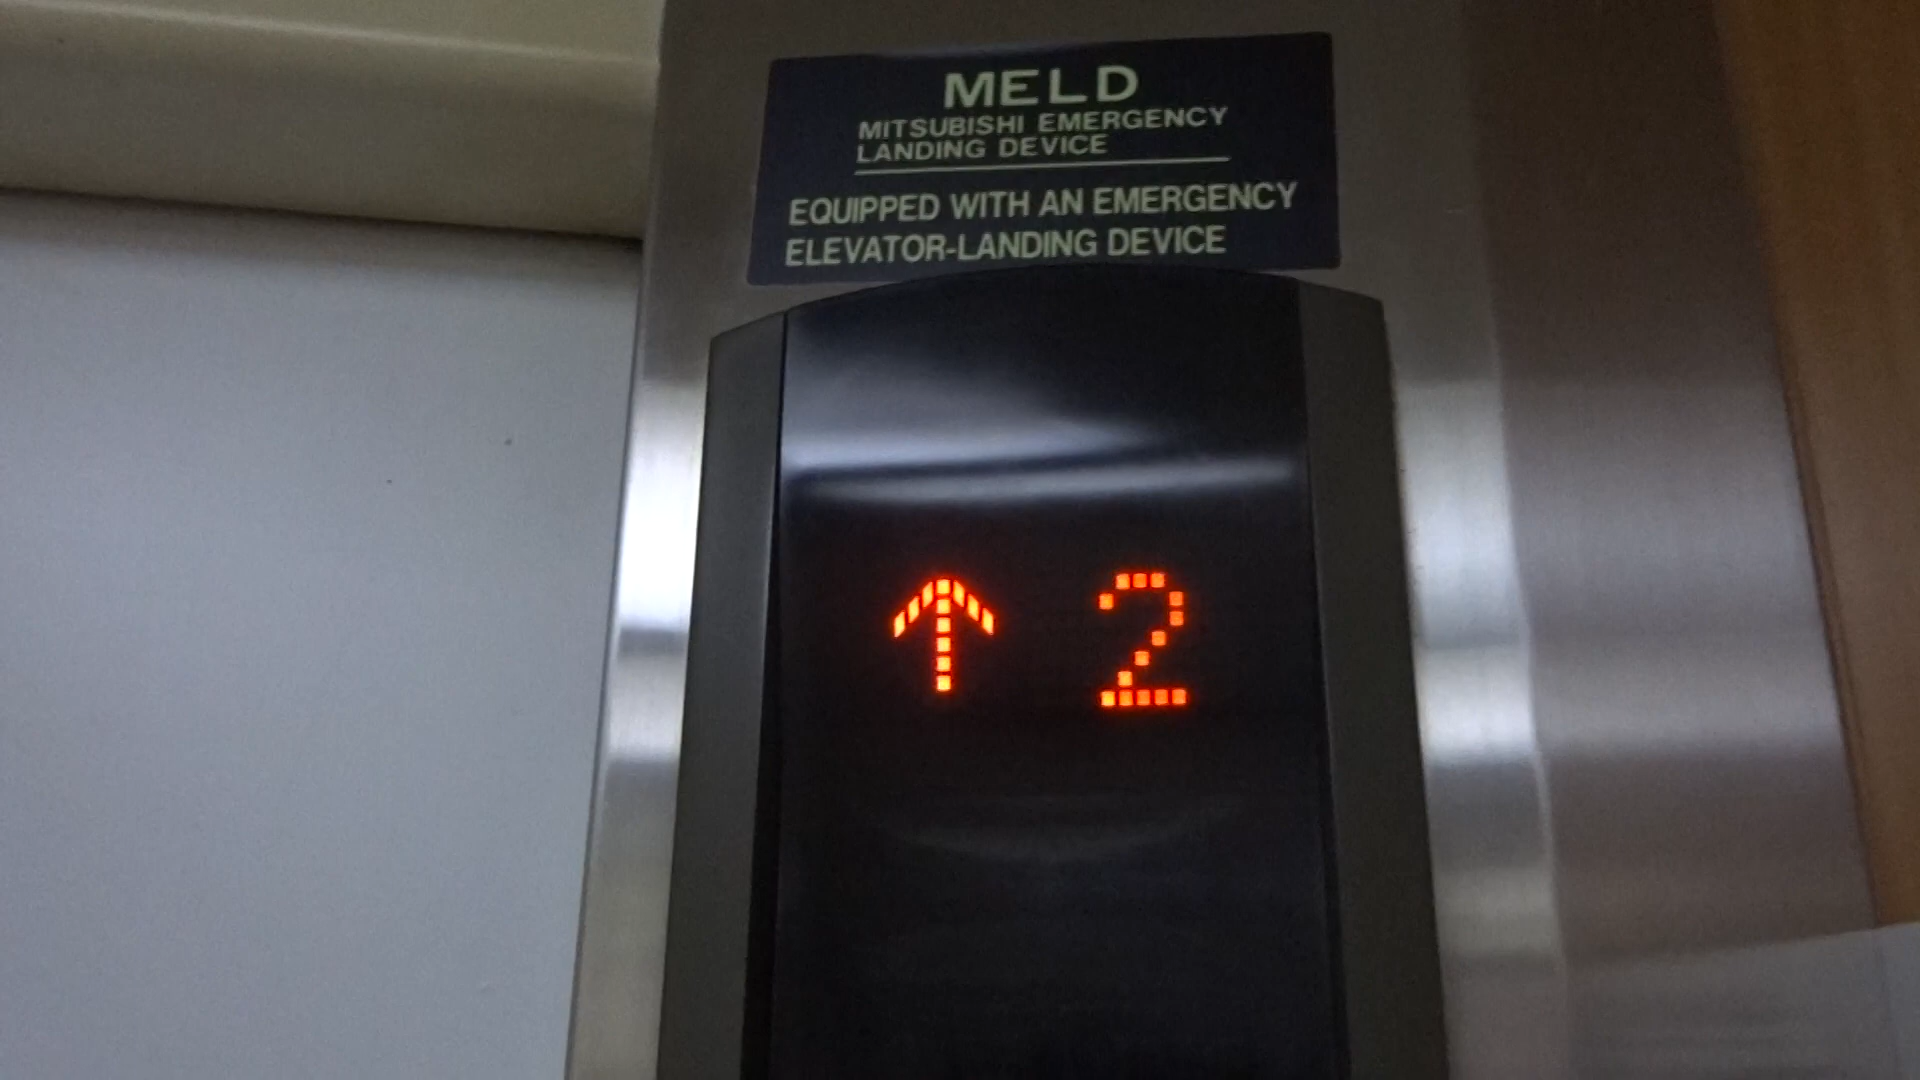 MELD
MITSUBISHI EMERGENCY
LANDING DEVICE
EQUIPPED WITH AN EMERGENCY
ELEVATOR-LANDING DEVICE
↑ 2